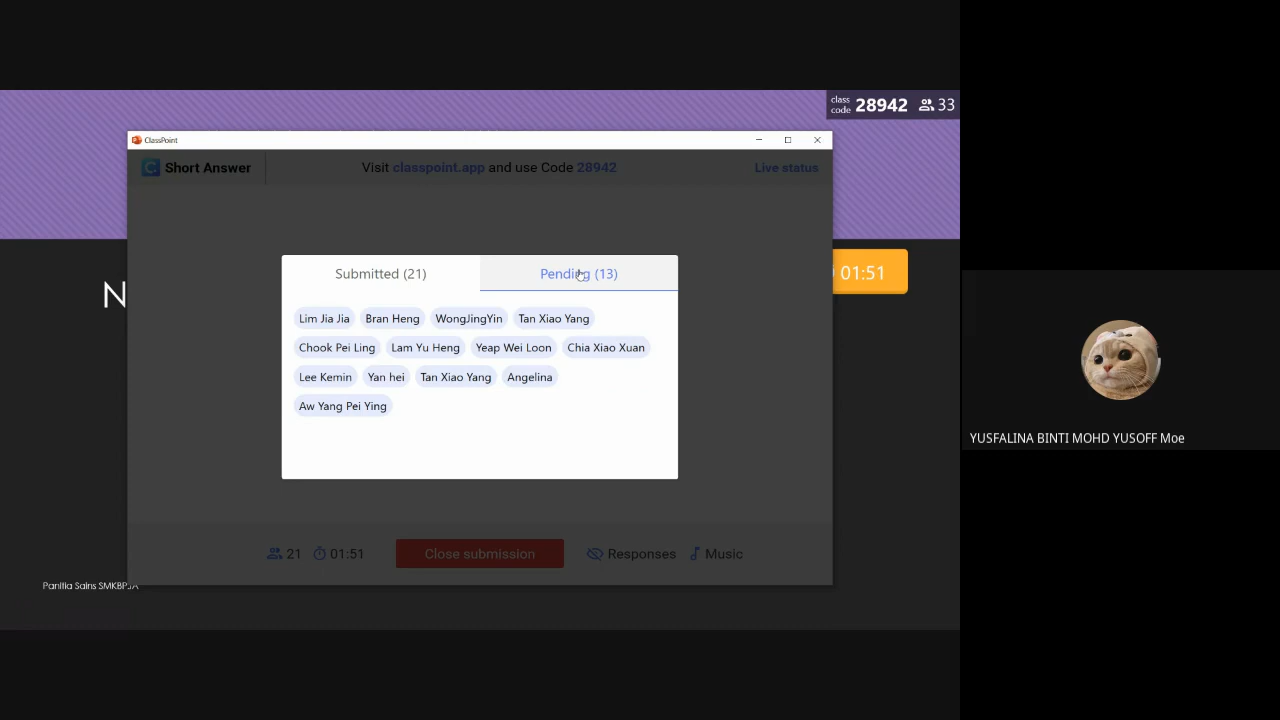 class code 28942 33
ClassPoint
Short Answer Visit classpoint.app and use Code 28942 Live status
Submitted (21) Pending (13)
01:51
Lim Jia Jia Bran Heng WongJingYin Tan Xiao Yang
N
Chook Pei Ling Lam Yu Heng Yeap Wei Loon Chia Xiao Xuan
Lee Kemin Yan hei Tan Xiao Yang Angelina
Aw Yang Pei Ying
YUSFALINA BINTI MOHD YUSOFF Moe
21 01:51 Close submission Responses Music
Panitia Sains SMKBPJA